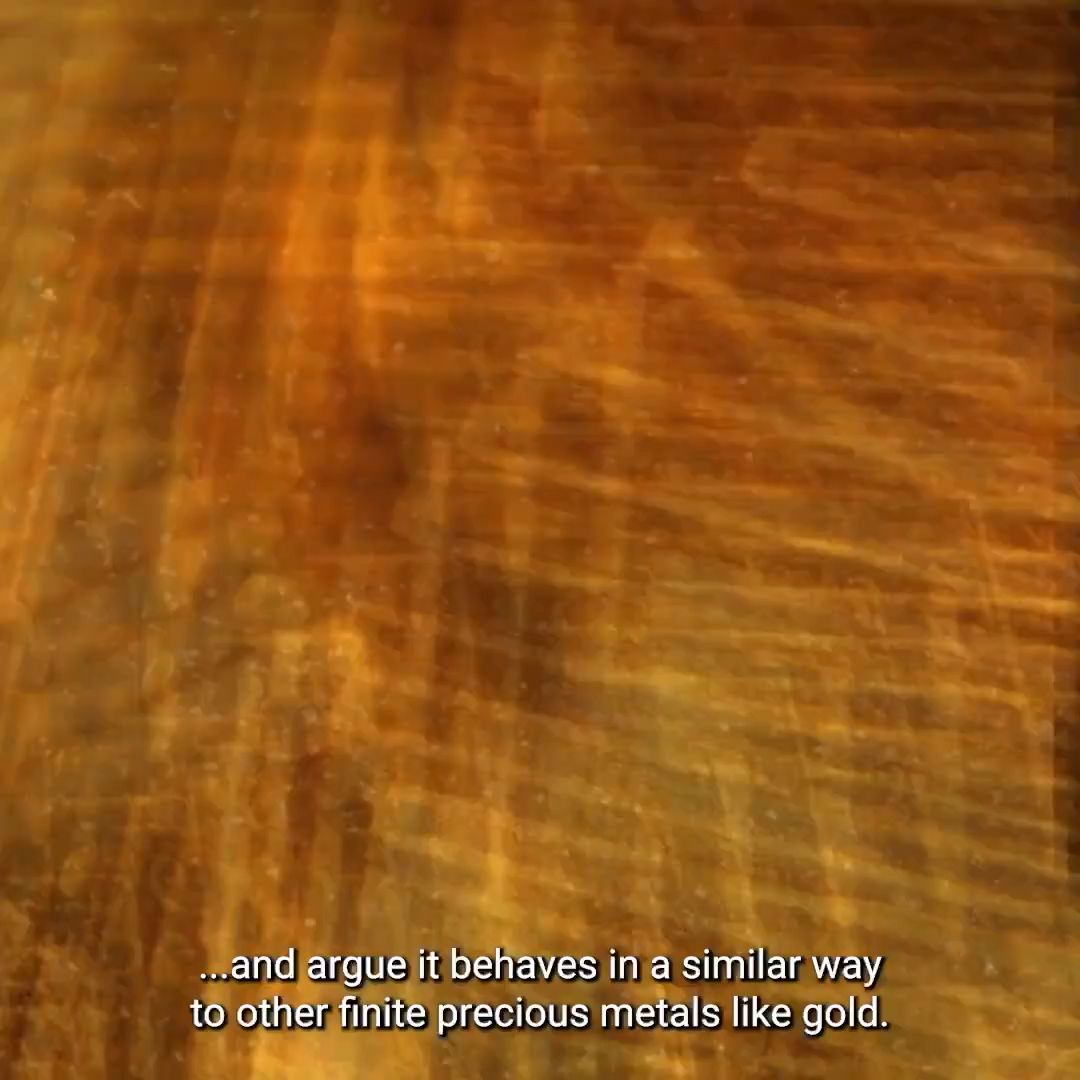 ...and argue it behaves in a similar way
to other finite precious metals like gold.